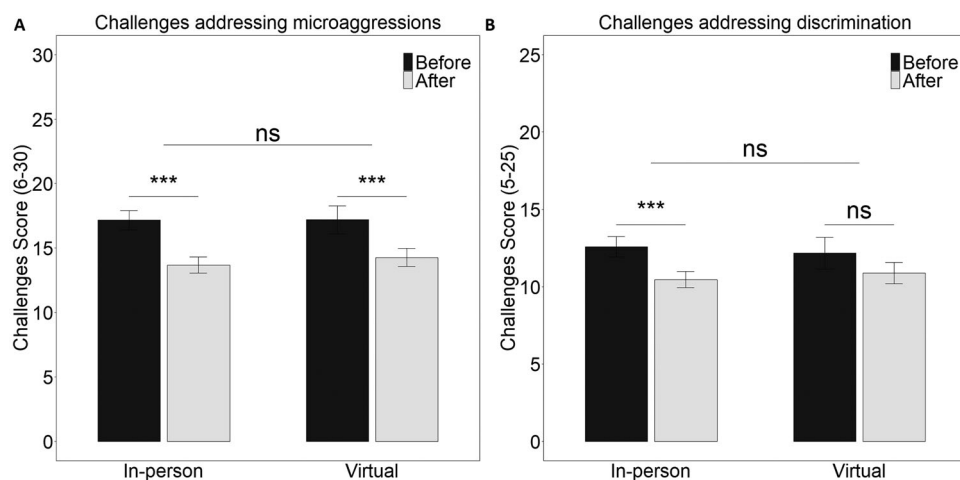 A
Challenges addressing microaggressions
Challenges Score (6-30)
30
25
20
15
10
5
0
Before
After
ns
***
***
In-person
Virtual
B
Challenges addressing discrimination
Challenges Score (5-25)
25
20
15
10
5
0
Before
After
ns
***
ns
In-person
Virtual